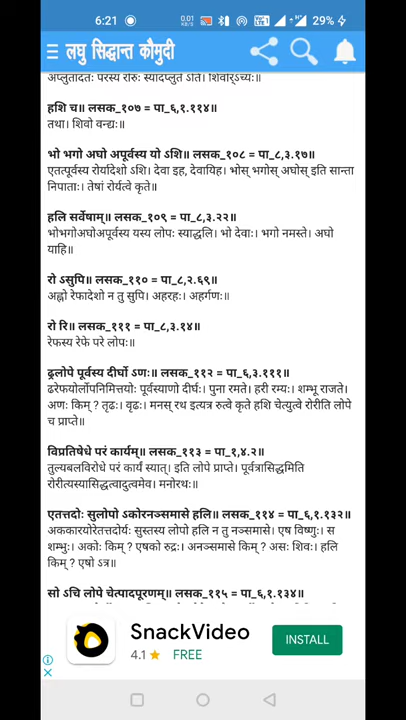 6:21
0.01 KB/S
29%
लघु सिद्धान्त कौमुदी
अप्लुतादतः परस्य रोरुः स्यादप्लुते ऽति। शिवोर्ऽच्यः॥
हशि च॥ लसक_१०७ = पा_६,१.११४॥
तथा। शिवो वन्द्यः॥
भो भगो अघो अपूर्वस्य यो ऽशि॥ लसक_१०८ = पा_८,३.१७॥
एतत्पूर्वस्य रोर्यादेशो ऽशि। देवा इह, देवायिह। भोस् भगोस् अघोस् इति सान्ता
निपाताः। तेषां रोर्यत्वे कृते॥
हलि सर्वेषाम्॥ लसक_१०९ = पा_८,३.२२॥
भोभगोअघोअपूर्वस्य यस्य लोपः स्याद्धलि। भो देवाः। भगो नमस्ते। अघो
याहि॥
रो ऽसुपि॥ लसक_११० = पा_८,२.६९॥
अह्नो रेफादेशो न तु सुपि। अहरहः। अहर्गणः॥
रो रि॥ लसक_१११ = पा_८,३.१४॥
रेफस्य रेफे परे लोपः॥
ढ्रलोपे पूर्वस्य दीर्घो ऽणः॥ लसक_११२ = पा_६,३.१११॥
ढरेफयोर्लोपनिमित्तयोः पूर्वस्याणो दीर्घः। पुना रमते। हरी रम्यः। शम्भू राजते।
अणः किम् ? तृढः। वृढः। मनस् रथ इत्यत्र रुत्वे कृते हशि चेत्युत्वे रोरीति लोपे
च प्राप्ते॥
विप्रतिषेधे परं कार्यम्॥ लसक_११३ = पा_१,४.२॥
तुल्यबलविरोधे परं कार्यं स्यात्। इति लोपे प्राप्ते। पूर्वत्रासिद्धमिति
रोरीत्यस्यासिद्धत्वादुत्वमेव। मनोरथः॥
एतत्तदोः सुलोपो ऽकोरनञ्समासे हलि॥ लसक_११४ = पा_६,१.१३२॥
अककारयोरेतत्तदोर्यः सुस्तस्य लोपो हलि न तु नञ्समासे। एष विष्णुः। स
शम्भुः। अकोः किम् ? एषको रुद्रः। अनञ्समासे किम् ? असः शिवः। हलि
किम् ? एषो ऽत्र॥
सो ऽचि लोपे चेत्पादपूरणम्॥ लसक_११५ = पा_६,१.१३४॥
SnackVideo
4.1 ★ FREE
INSTALL